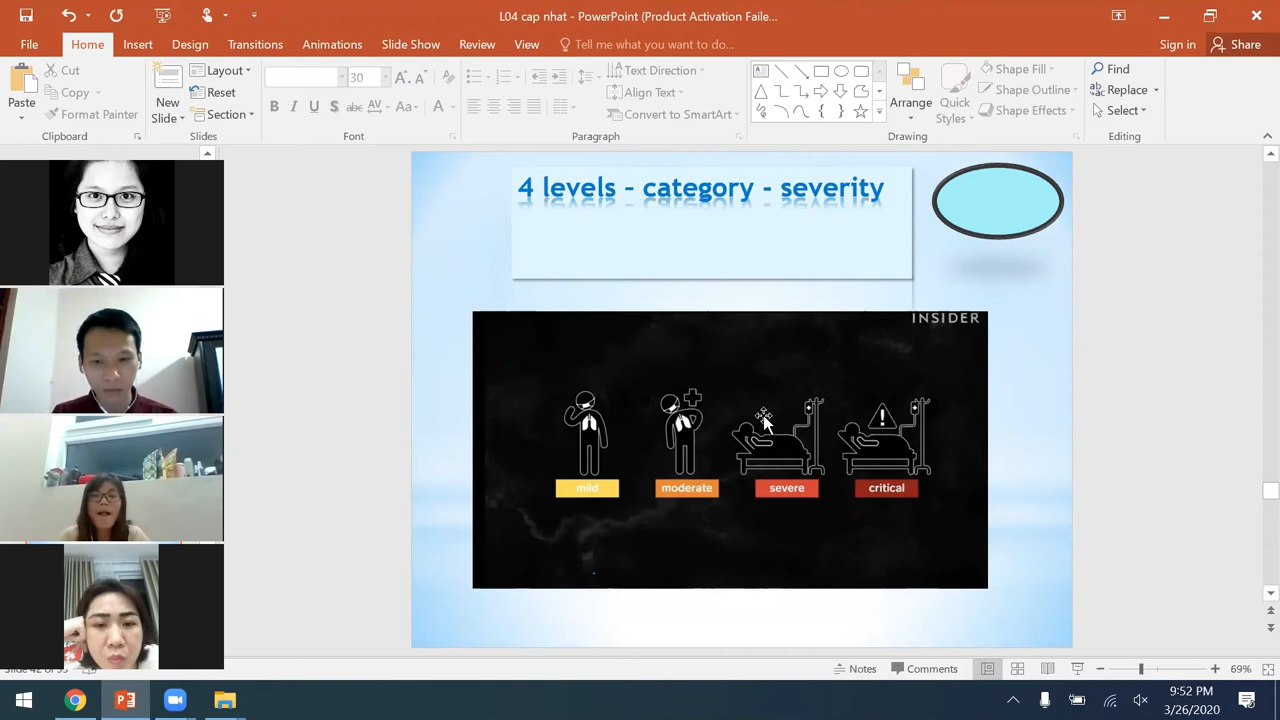 L04 cap nhat - PowerPoint (Product Activation Faile...
File Home Insert Design Transitions Animations Slide Show Review View Tell me what you want to do... Sign in Share
Paste
Cut
Copy
Format Painter
Clipboard
New
Slide
Layout
Reset
Section
Slides
30
B I U S abc AV Aa A
Font
Text Direction
Align Text
Convert to SmartArt
Paragraph
Arrange
Quick
Styles
Shape Fill
Shape Outline
Shape Effects
Drawing
Find
Replace
Select
Editing
4 levels - category - severity
INSIDER
mild moderate severe critical
Notes Comments 69%
9:52 PM
3/26/2020